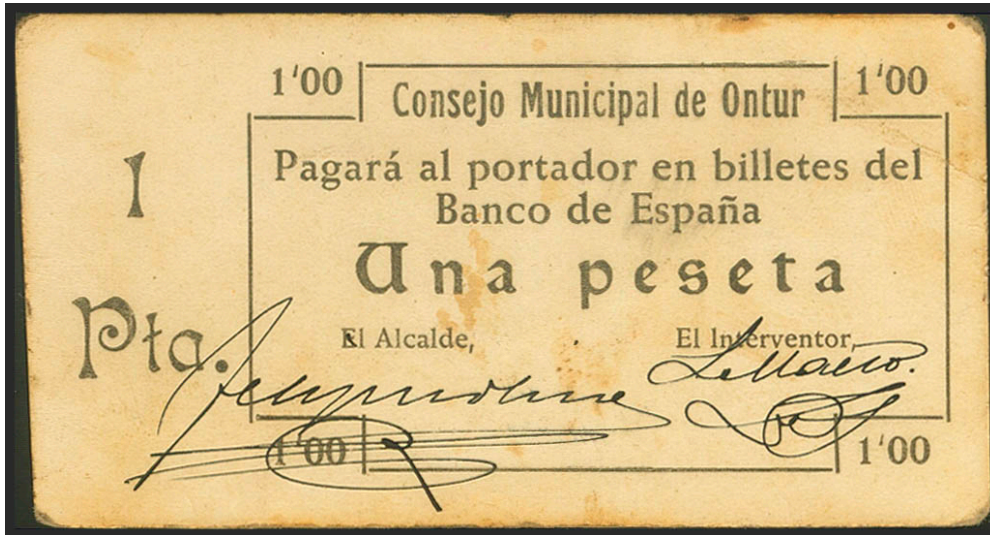 1'00 Consejo Municipal de Ontur 1'00
Pagará al portador en billetes del
Banco de España
Una peseta
1
Pta.
El Alcalde, El Interventor,
1'00 1'00